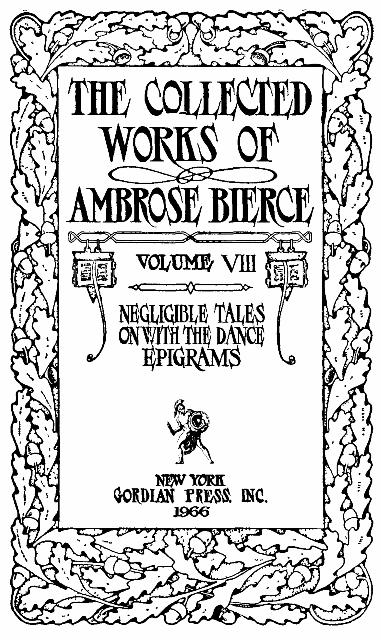 THE COLLECTED
WORKS OF
AMBROSE BIERCE
VOLUME VIII
NEGLIGIBLE TALES
ON WITH THE DANCE
EPIGRAMS
NEW YORK
GORDIAN PRESS, INC.
1966